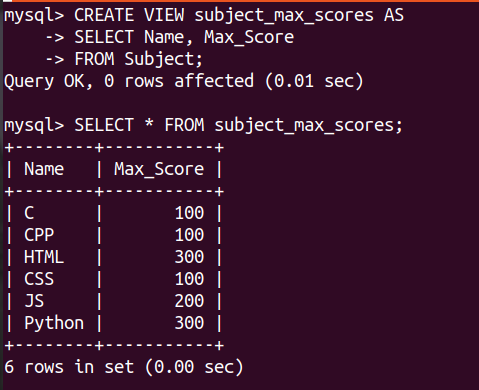 mysql> CREATE VIEW subject_max_scores AS
    -> SELECT Name, Max_Score
    -> FROM Subject;
Query OK, 0 rows affected (0.01 sec)

mysql> SELECT * FROM subject_max_scores;
+--------+-----------+
| Name   | Max_Score |
+--------+-----------+
| C      |       100 |
| CPP    |       100 |
| HTML   |       300 |
| CSS    |       100 |
| JS     |       200 |
| Python |       300 |
+--------+-----------+
6 rows in set (0.00 sec)